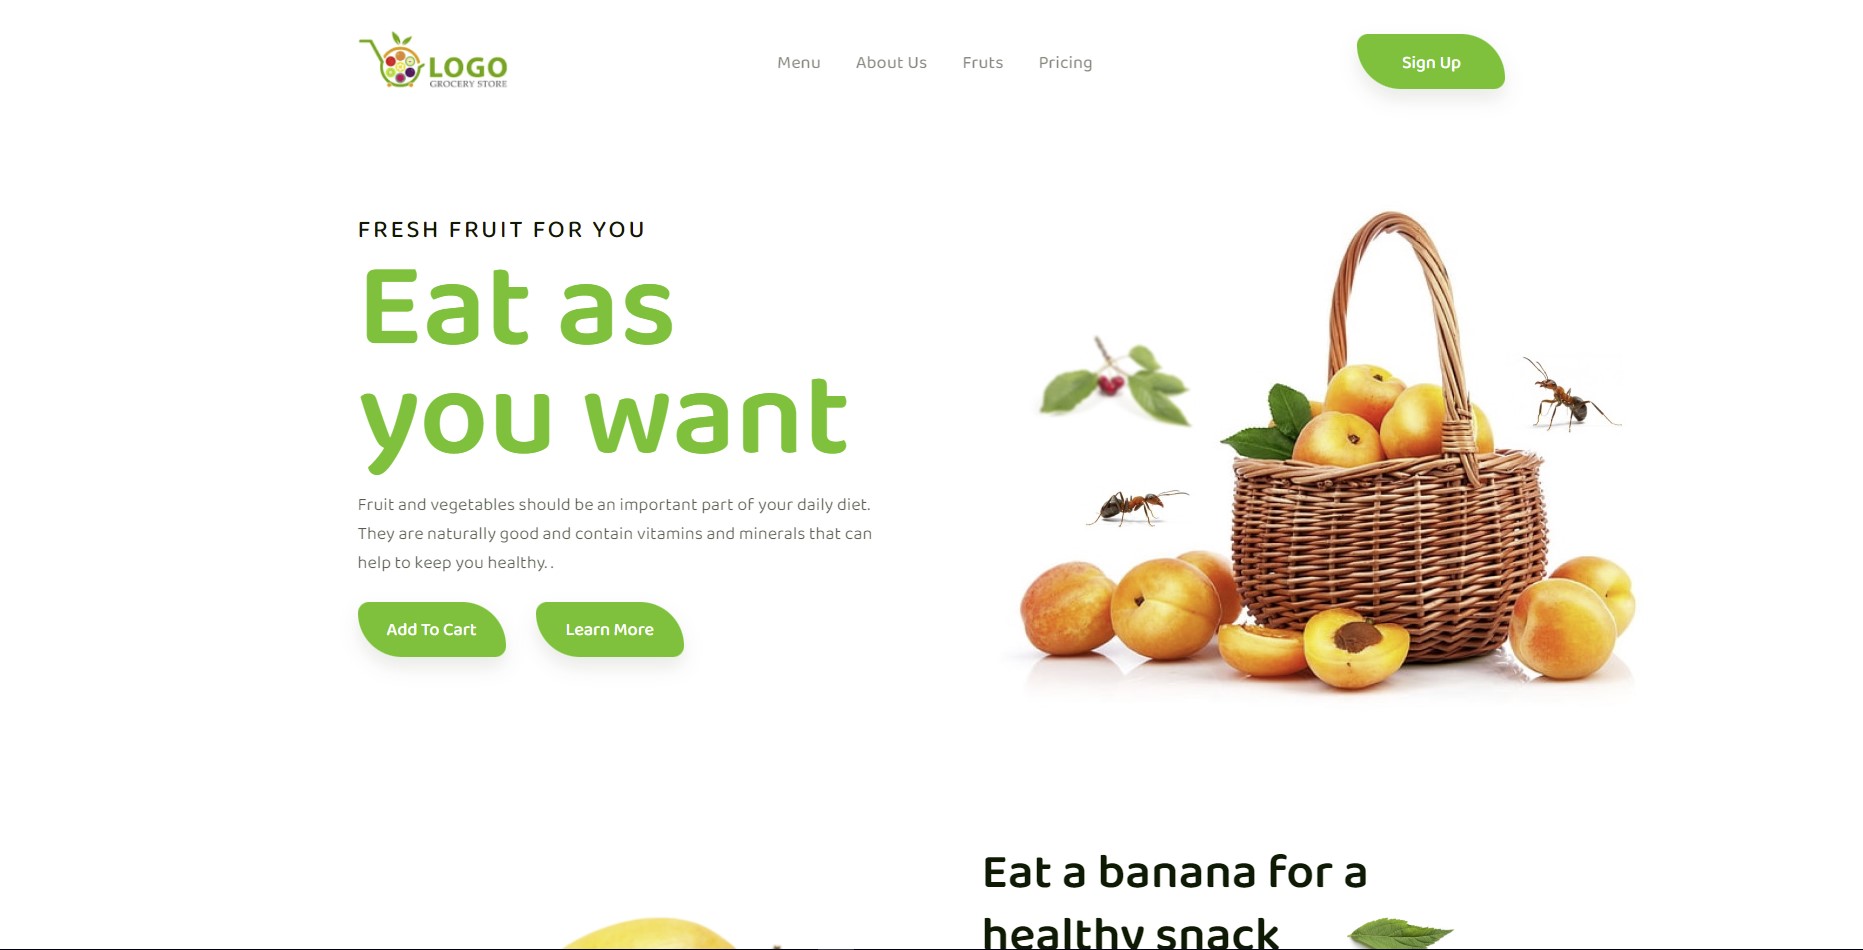 LOGO
GROCERY STORE
Menu
About Us
Fruts
Pricing
Sign Up
FRESH FRUIT FOR YOU
Eat as
you want
Fruit and vegetables should be an important part of your daily diet.
They are naturally good and contain vitamins and minerals that can
help to keep you healthy. .
Add To Cart
Learn More
Eat a banana for a
healthy snack